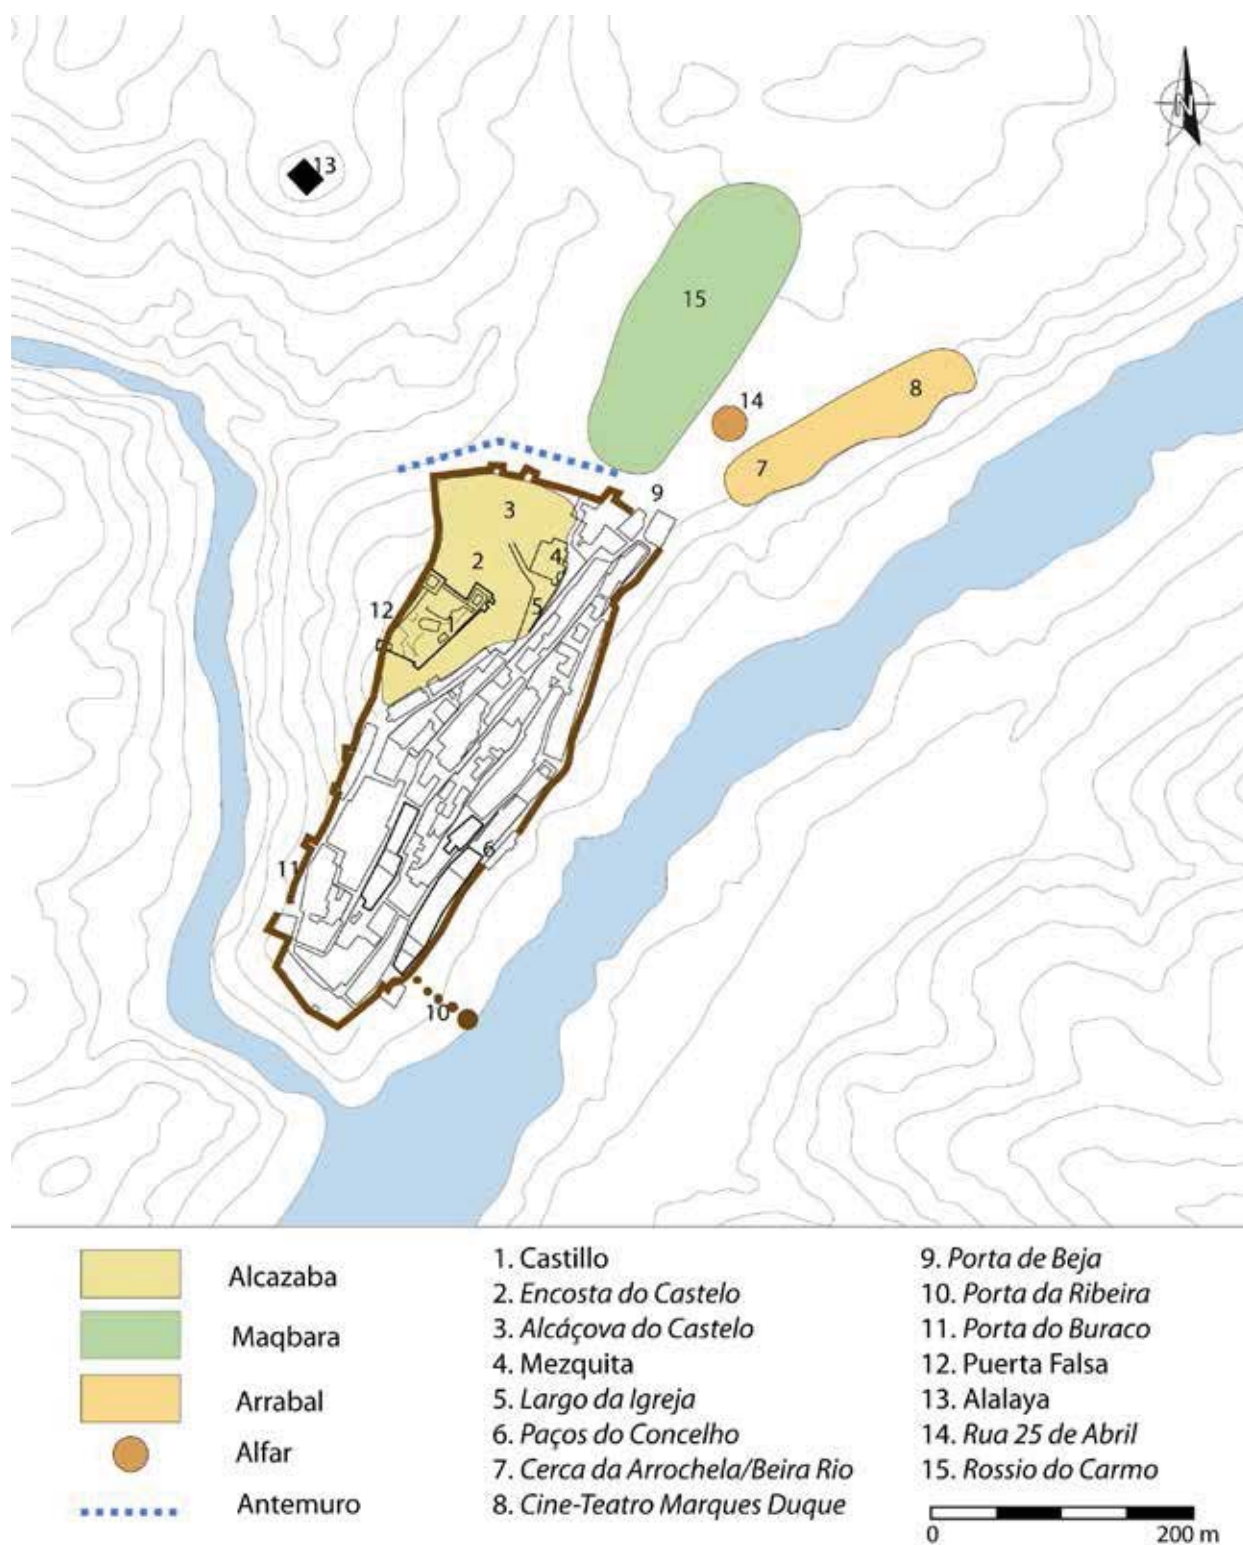 N
13
15
8
14
7
9
3
4
2
12
5
1
6
11
10
Alcazaba
Maqbara
Arrabal
Alfar
Antemuro
1. Castillo
2. Encosta do Castelo
3. Alcáçova do Castelo
4. Mezquita
5. Largo da Igreja
6. Paços do Concelho
7. Cerca da Arrochela/Beira Rio
8. Cine-Teatro Marques Duque
9. Porta de Beja
10. Porta da Ribeira
11. Porta do Buraco
12. Puerta Falsa
13. Alalaya
14. Rua 25 de Abril
15. Rossio do Carmo
0 200 m